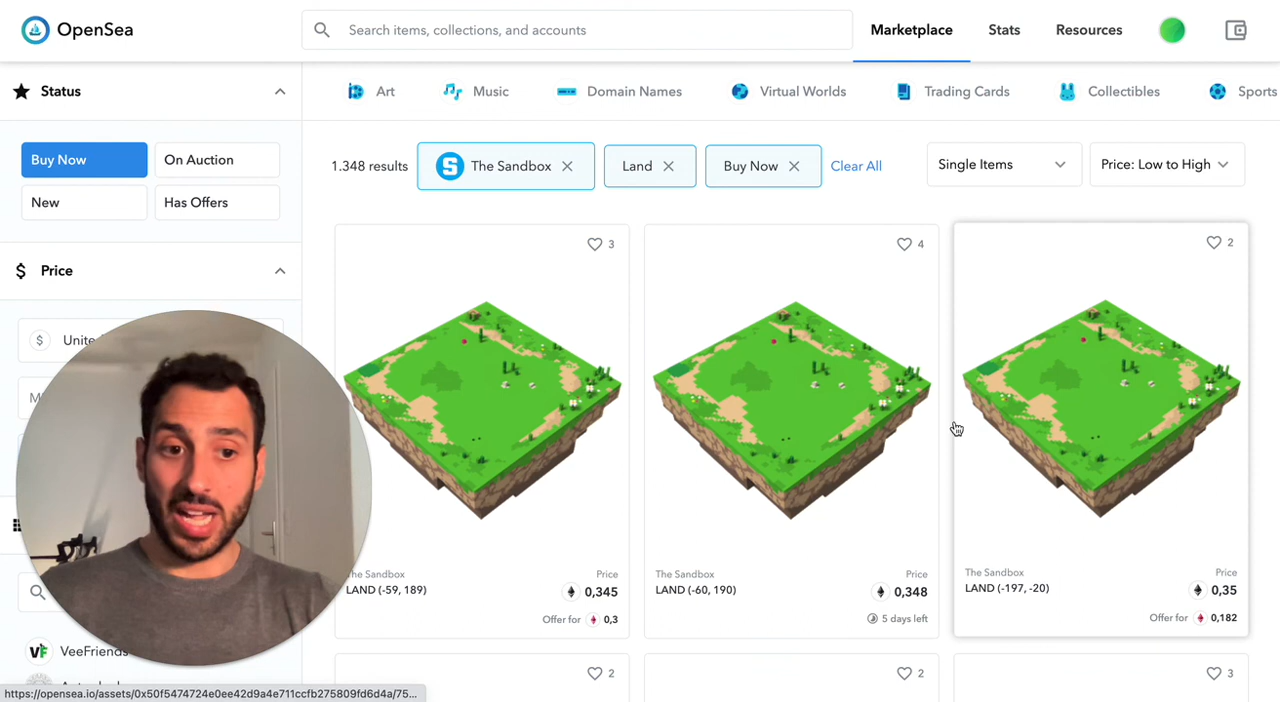 OpenSea
Search items, collections, and accounts
Marketplace
Stats
Resources
Status
Art
Music
Domain Names
Virtual Worlds
Trading Cards
Collectibles
Sports
Buy Now
On Auction
New
Has Offers
1.348 results
The Sandbox
Land
Buy Now
Clear All
Single Items
Price: Low to High
$ Price
$
3
4
2
The Sandbox
LAND (-59, 189)
Price
0,345
Offer for 0,3
The Sandbox
LAND (-60, 190)
Price
0,348
5 days left
The Sandbox
LAND (-197, -20)
Price
0,35
Offer for 0,182
VeeFriends
2
2
3
https://opensea.io/assets/0x50f5474724e0ee42d9a4e711ccfb275809fd6d4a/75...